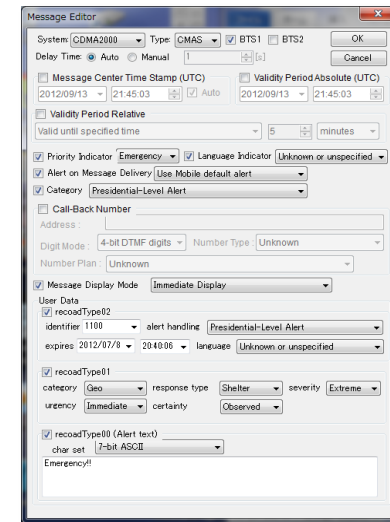 Message Editor
System: CDMA2000 Type: CMAS BTS1 BTS2 OK
Delay Time: Auto Manual 1 [s] Cancel
Message Center Time Stamp (UTC) Validity Period Absolute (UTC)
2012/09/13 21:45:03 Auto 2012/09/13 21:45:03
Validity Period Relative
Valid until specified time 5 minutes
Priority Indicator Emergency Language Indicator Unknown or unspecified
Alert on Message Delivery Use Mobile default alert
Category Presidential-Level Alert
Call-Back Number
Address :
Digit Mode : 4-bit DTMF digits Number Type : Unknown
Number Plan : Unknown
Message Display Mode Immediate Display
User Data
recoadType02
identifier 1100 alert handling Presidential-Level Alert
expires 2012/07/8 20:40:06 language Unknown or unspecified
recoadType01
category Geo response type Shelter severity Extreme
urgency Immediate certainty Observed
recoadType00 (Alert text)
char set 7-bit ASCII
Emergency!!